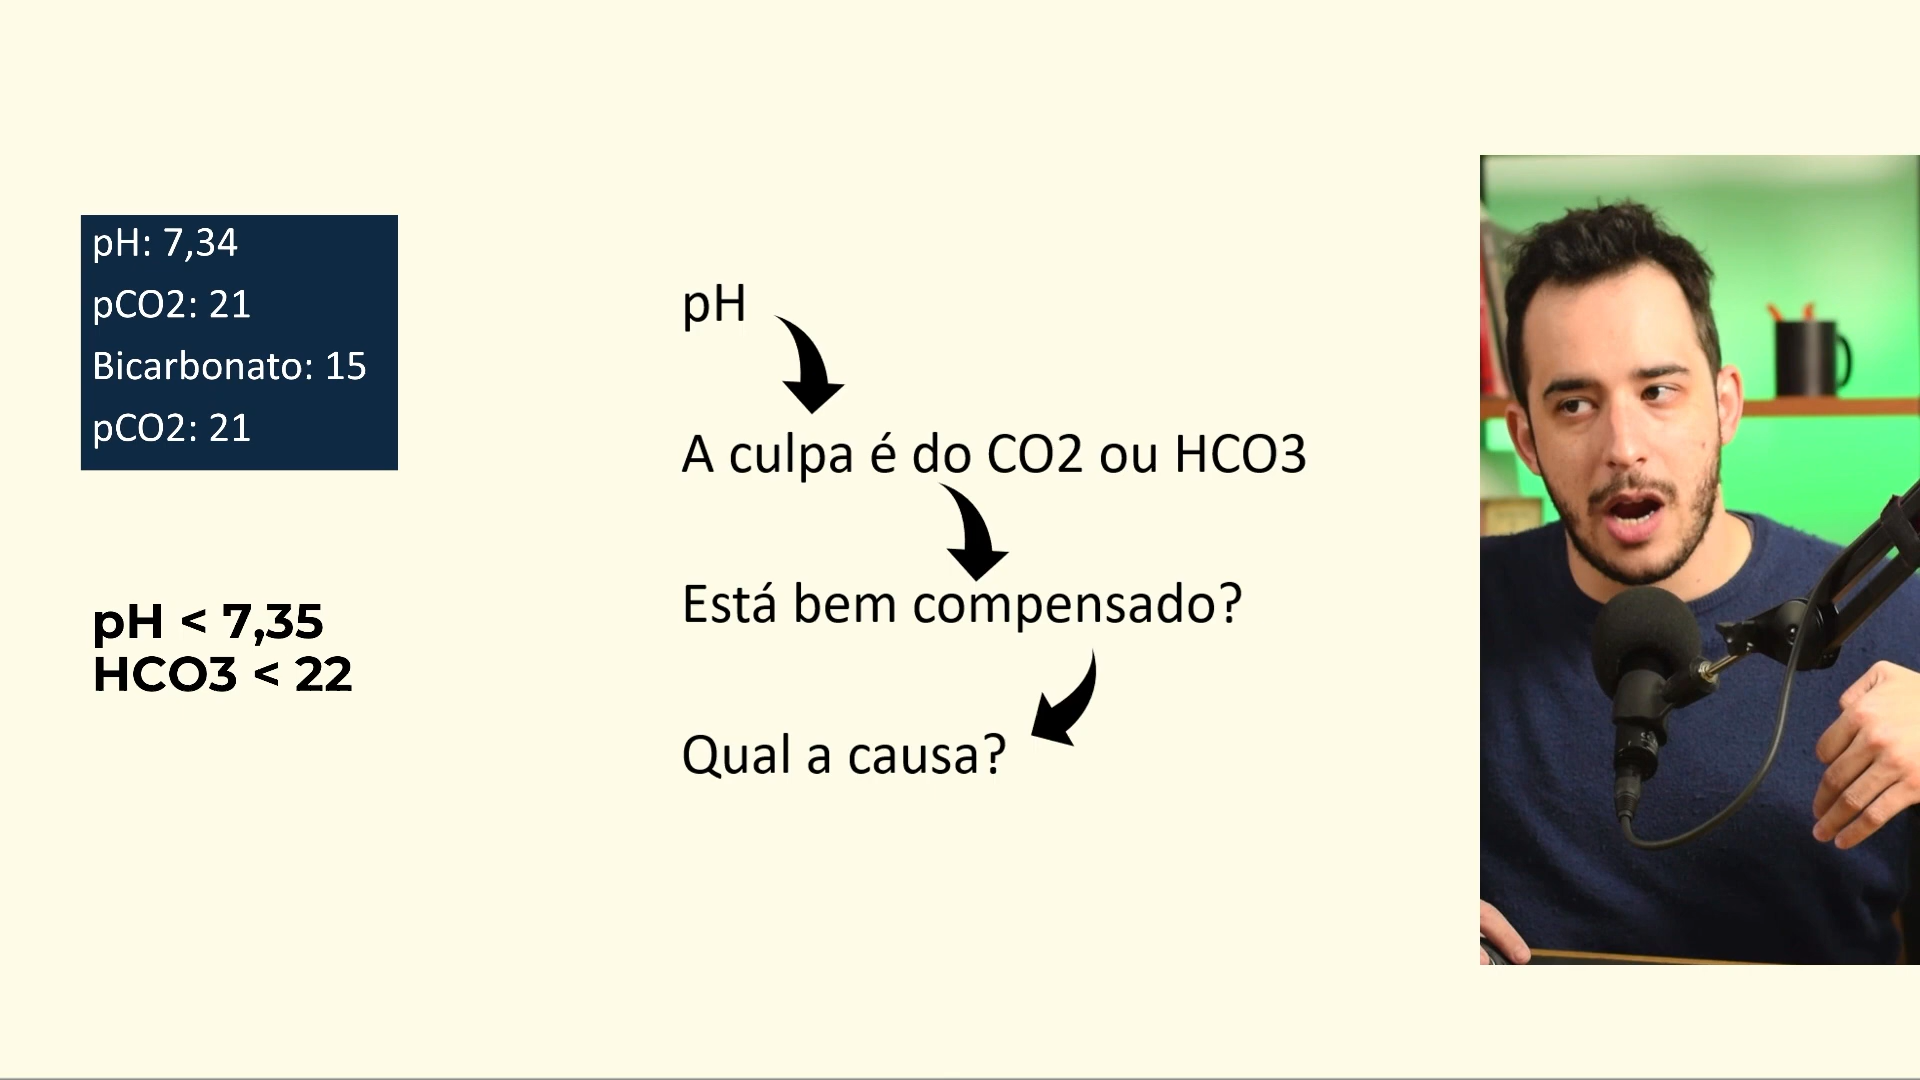 pH: 7,34
pCO2: 21
Bicarbonato: 15
pCO2: 21
pH < 7,35
HCO3 < 22
pH
A culpa é do CO2 ou HCO3
Está bem compensado?
Qual a causa?